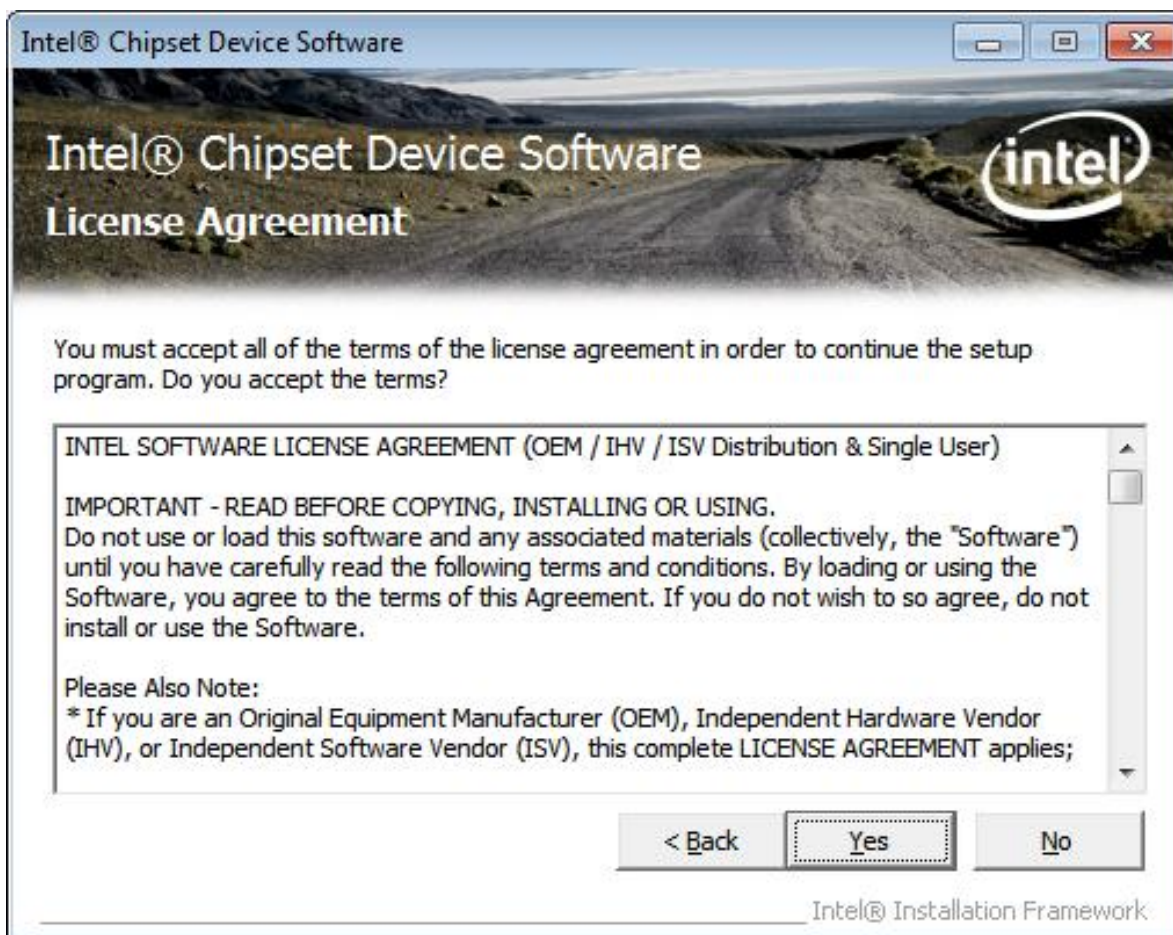 Intel® Chipset Device Software
Intel® Chipset Device Software
intel
License Agreement
You must accept all of the terms of the license agreement in order to continue the setup
program. Do you accept the terms?
INTEL SOFTWARE LICENSE AGREEMENT (OEM / IHV / ISV Distribution & Single User)
IMPORTANT - READ BEFORE COPYING, INSTALLING OR USING.
Do not use or load this software and any associated materials (collectively, the "Software")
until you have carefully read the following terms and conditions. By loading or using the
Software, you agree to the terms of this Agreement. If you do not wish to so agree, do not
install or use the Software.
Please Also Note:
* If you are an Original Equipment Manufacturer (OEM), Independent Hardware Vendor
(IHV), or Independent Software Vendor (ISV), this complete LICENSE AGREEMENT applies;
< Back Yes No
Intel® Installation Framework